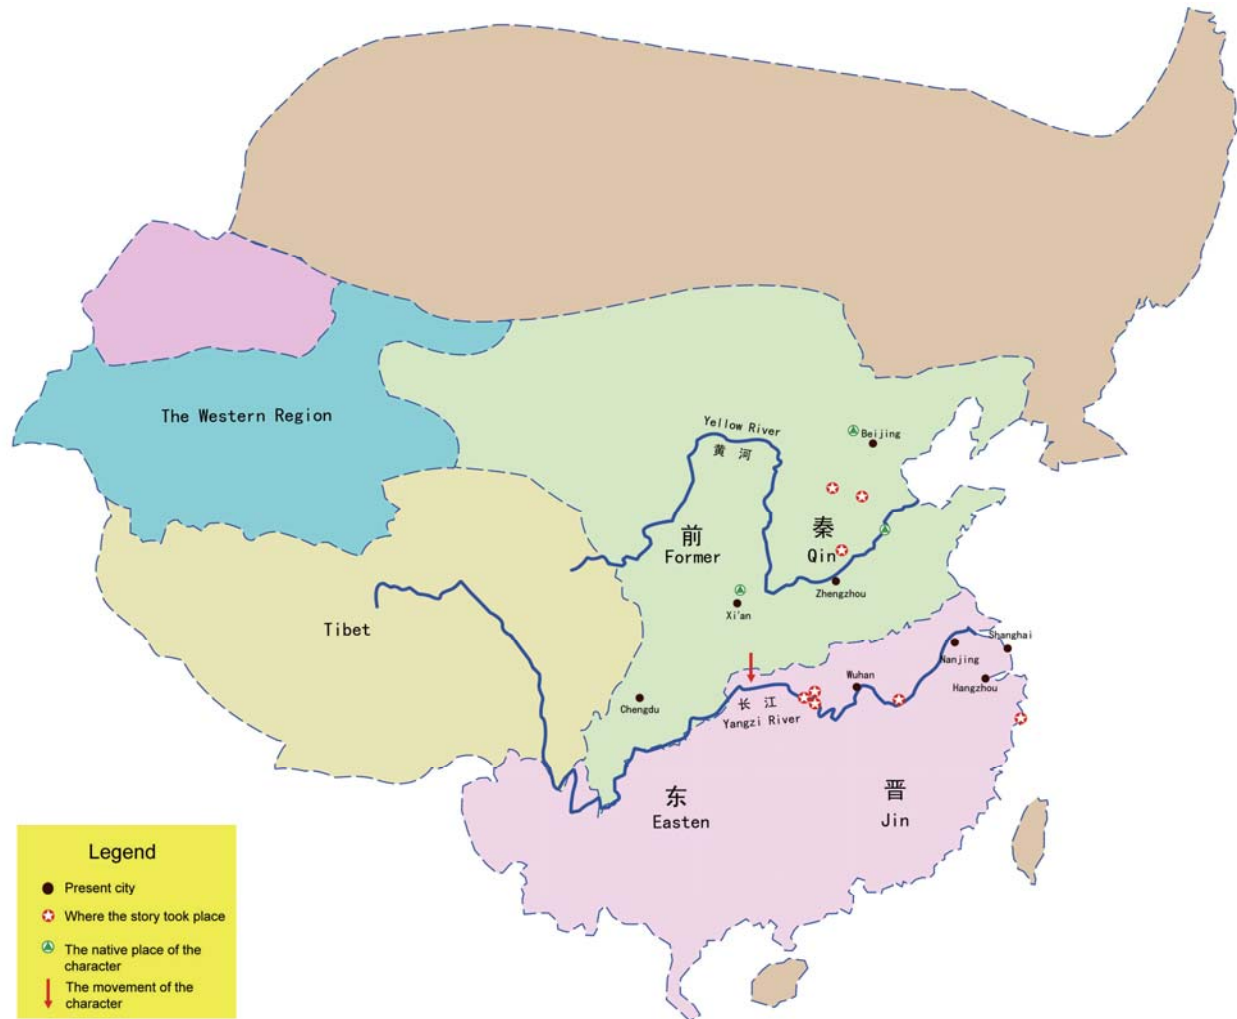 The Western Region
Yellow River
黄 河
Beijing
前
Former
秦
Qin
Zhengzhou
Xi'an
Tibet
Shanghai
Nanjing
Wuhan
Hangzhou
Chengdu
长 江
Yangzi River
东
Easten
晋
Jin
Legend
Present city
Where the story took place
The native place of the
character
The movement of the
character